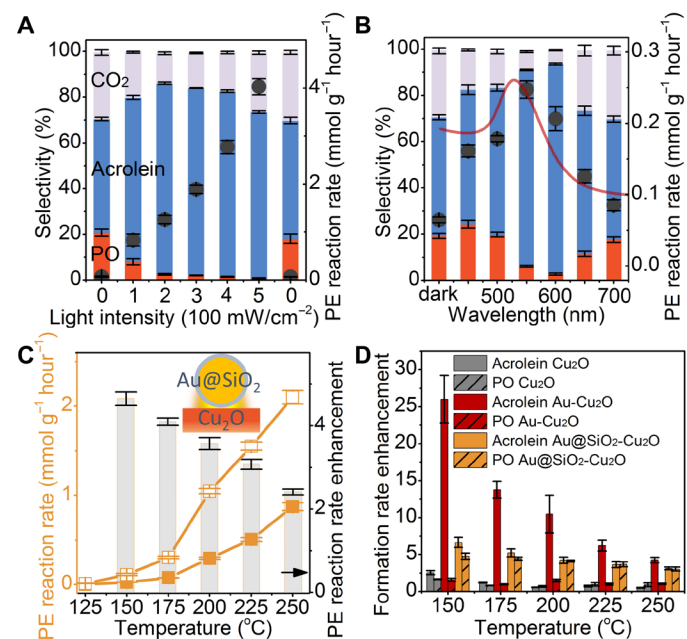 A
100
80
60
40
20
0
Selectivity (%)
CO₂
Acrolein
PO
4
2
0
PE reaction rate (mmol g⁻¹ hour⁻¹)
0 1 2 3 4 5 0
Light intensity (100 mW/cm⁻²)
B
100
80
60
40
20
0
Selectivity (%)
0.3
0.2
0.1
0.0
PE reaction rate (mmol g⁻¹ hour⁻¹)
dark 500 600 700
Wavelength (nm)
C
2
1
0
PE reaction rate (mmol g⁻¹ hour⁻¹)
Au@SiO₂
Cu₂O
4
2
0
PE reaction rate enhancement
125 150 175 200 225 250
Temperature (°C)
D
30
25
20
15
10
5
0
Formation rate enhancement
Acrolein Cu₂O
PO Cu₂O
Acrolein Au-Cu₂O
PO Au-Cu₂O
Acrolein Au@SiO₂-Cu₂O
PO Au@SiO₂-Cu₂O
150 175 200 225 250
Temperature (°C)